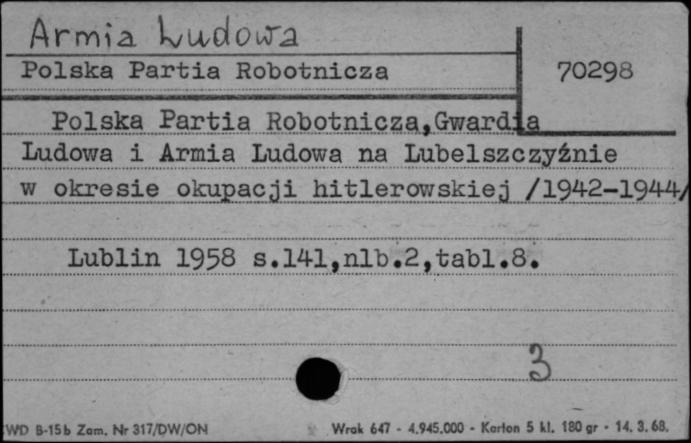 Armia Ludowa
Polska Partia Robotnicza 70298
Polska Partia Robotnicza,Gwardia
Ludowa i Armia Ludowa na Lubelszczyźnie
w okresie okupacji hitlerowskiej /1942-1944/
Lublin 1958 s.141,nlb.2,tabl.8.
3
WD B-15b Zam. Nr 317/DW/ON Wrak 647 - 4.945.000 - Karton 5 kl. 180 gr - 14. 3. 68.